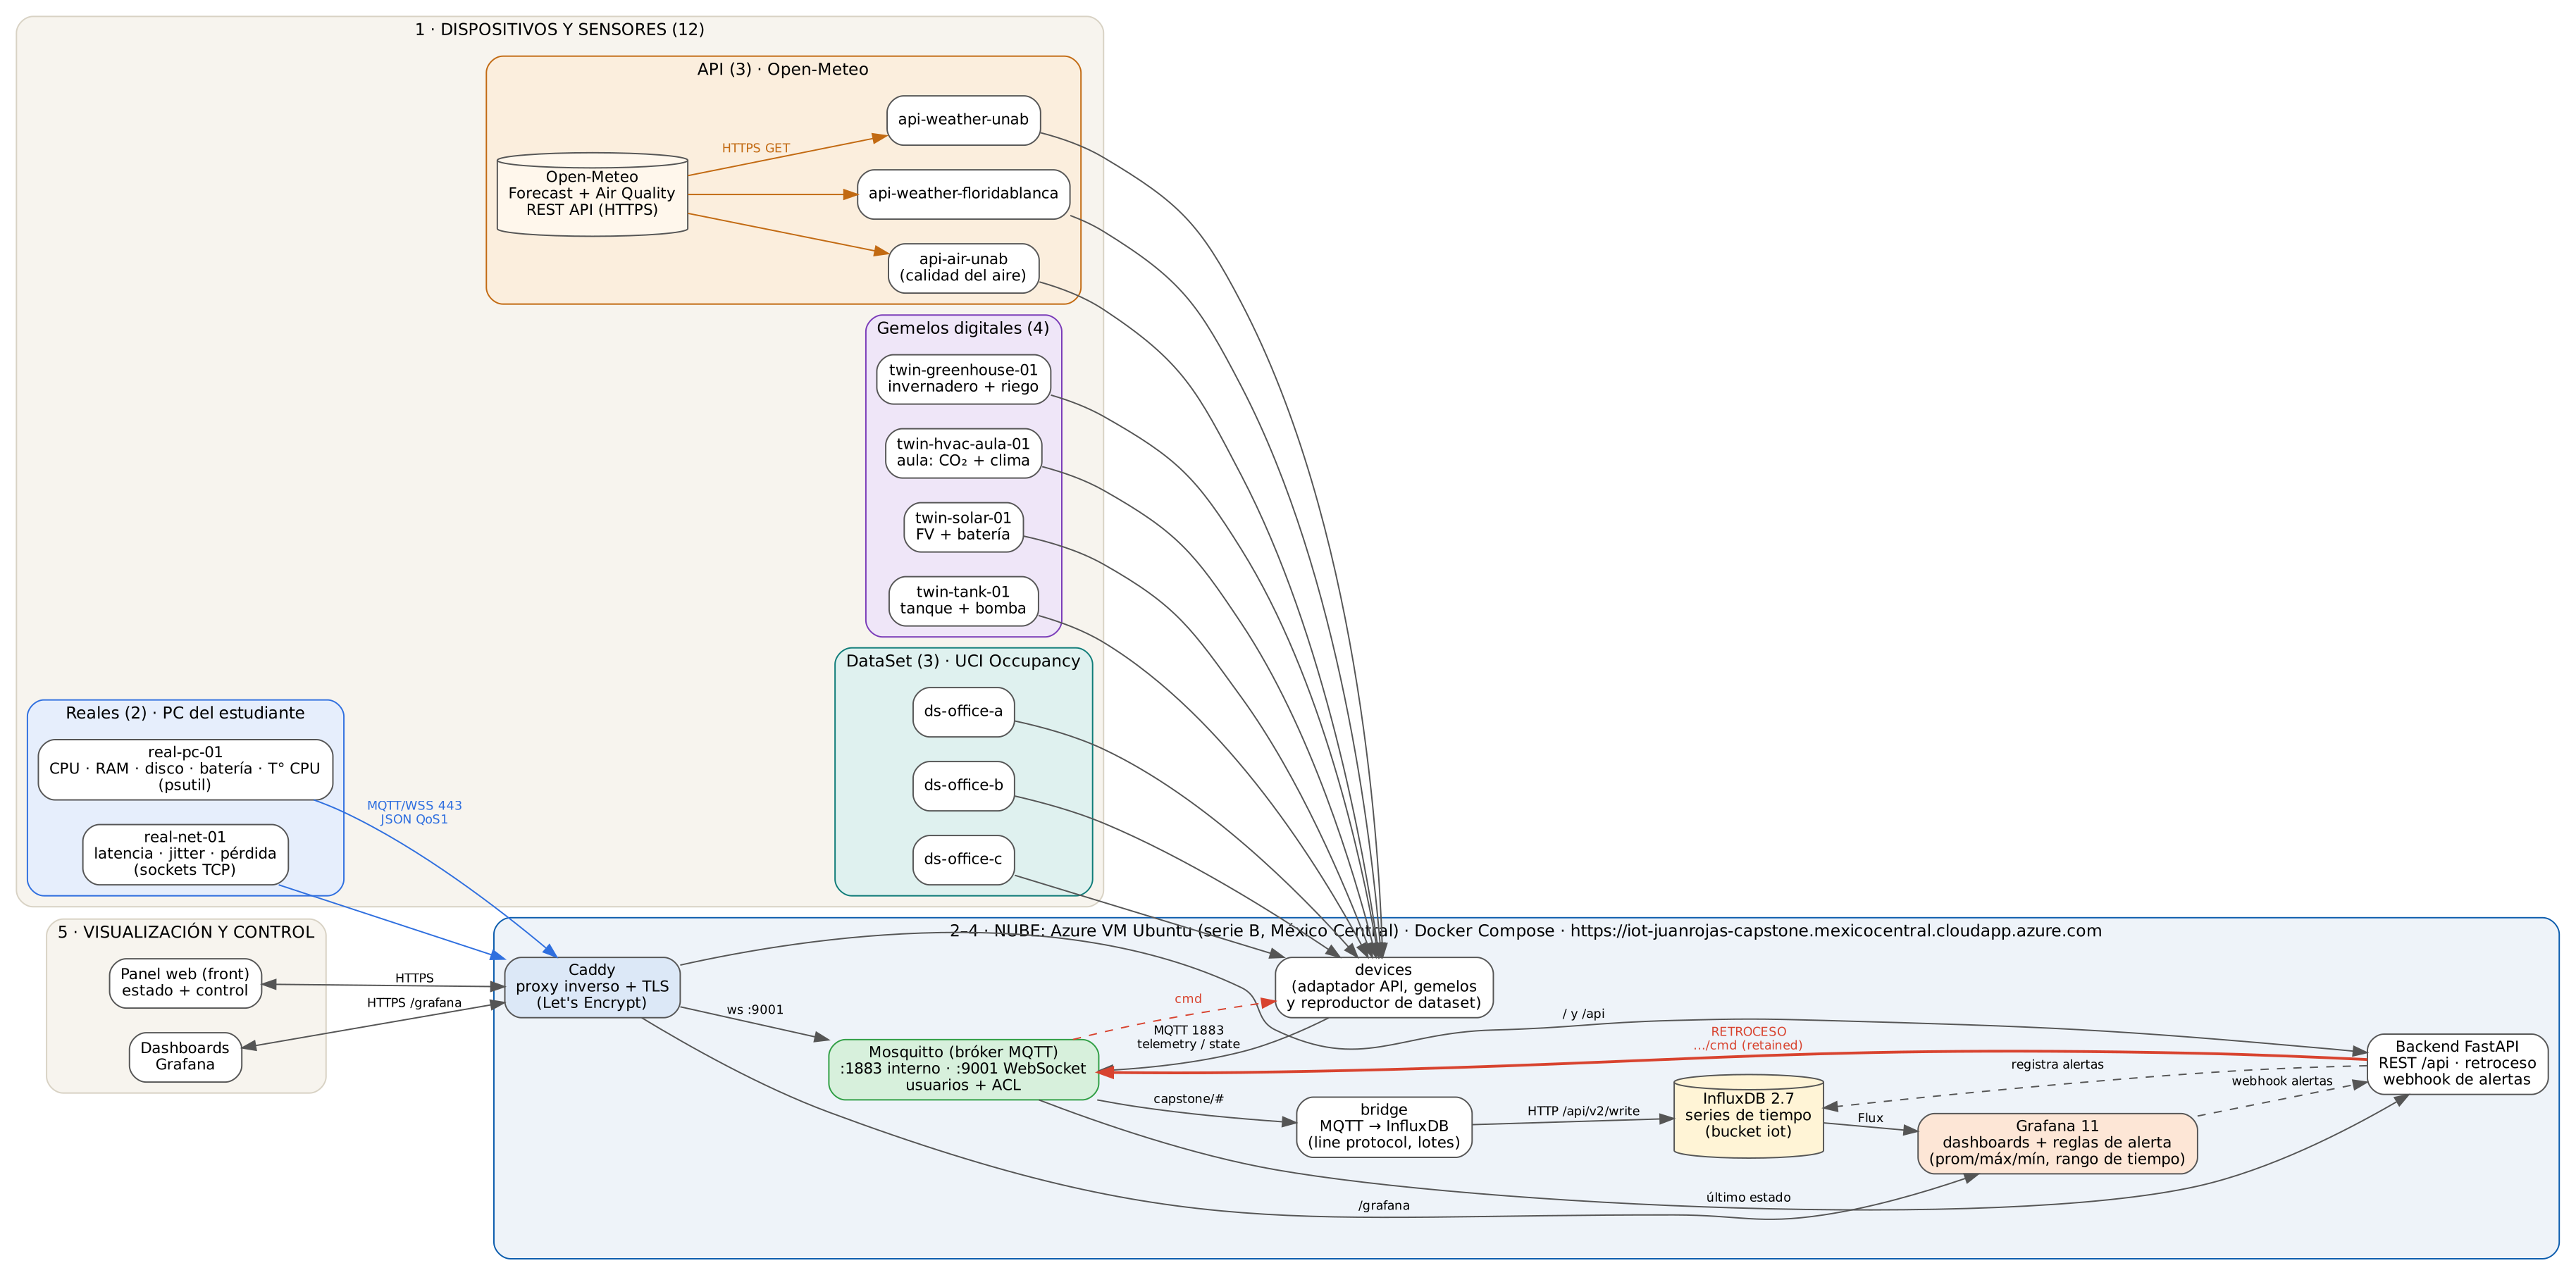 1 · DISPOSITIVOS Y SENSORES (12)
API (3) · Open-Meteo
Open-Meteo
Forecast + Air Quality
REST API (HTTPS)
HTTPS GET
api-weather-unab
api-weather-floridablanca
api-air-unab
(calidad del aire)
Gemelos digitales (4)
twin-greenhouse-01
invernadero + riego
twin-hvac-aula-01
aula: CO₂ + clima
twin-solar-01
FV + batería
twin-tank-01
tanque + bomba
DataSet (3) · UCI Occupancy
ds-office-a
ds-office-b
ds-office-c
Reales (2) · PC del estudiante
real-pc-01
CPU · RAM · disco · batería · T° CPU
(psutil)
real-net-01
latencia · jitter · pérdida
(sockets TCP)
MQTT/WSS 443
JSON QoS1
5 · VISUALIZACIÓN Y CONTROL
Panel web (front)
estado + control
Dashboards
Grafana
HTTPS
HTTPS /grafana
2–4 · NUBE: Azure VM Ubuntu (serie B, México Central) · Docker Compose · https://iot-juanrojas-capstone.mexicocentral.cloudapp.azure.com
Caddy
proxy inverso + TLS
(Let's Encrypt)
ws :9001
Mosquitto (bróker MQTT)
:1883 interno · :9001 WebSocket
usuarios + ACL
cmd
MQTT 1883
telemetry / state
devices
(adaptador API, gemelos
y reproductor de dataset)
/ y /api
RETROCESO
.../cmd (retained)
capstone/#
bridge
MQTT → InfluxDB
(line protocol, lotes)
HTTP /api/v2/write
InfluxDB 2.7
series de tiempo
(bucket iot)
registra alertas
webhook alertas
Flux
Grafana 11
dashboards + reglas de alerta
(prom/máx/mín, rango de tiempo)
Backend FastAPI
REST /api · retroceso
webhook de alertas
último estado
/grafana